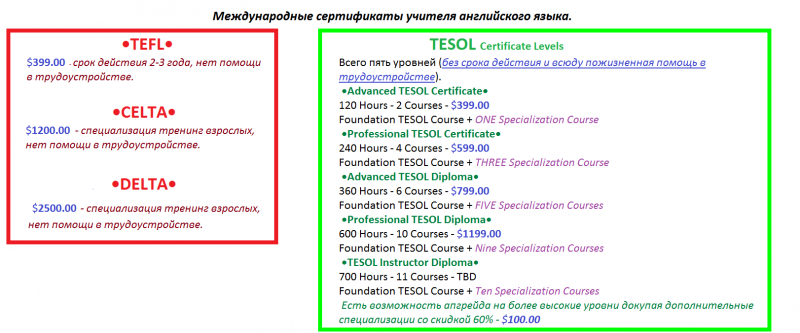 Международные сертификаты учителя английского языка.
•TEFL•
$399.00 - срок действия 2-3 года, нет помощи
в трудоустройстве.
•CELTA•
$1200.00 - специализация тренинг взрослых,
нет помощи в трудоустройстве.
•DELTA•
$2500.00 - специализация тренинг взрослых,
нет помощи в трудоустройстве.
TESOL Certificate Levels
Всего пять уровней (без срока действия и всюду пожизненная помощь в
трудоустройстве).
•Advanced TESOL Certificate•
120 Hours - 2 Courses - $399.00
Foundation TESOL Course + ONE Specialization Course
•Professional TESOL Certificate•
240 Hours - 4 Courses - $599.00
Foundation TESOL Course + THREE Specialization Course
•Advanced TESOL Diploma•
360 Hours - 6 Courses - $799.00
Foundation TESOL Course + FIVE Specialization Courses
•Professional TESOL Diploma•
600 Hours - 10 Courses - $1199.00
Foundation TESOL Course + Nine Specialization Courses
•TESOL Instructor Diploma•
700 Hours - 11 Courses - TBD
Foundation TESOL Course + Ten Specialization Courses
Есть возможность апгрейда на более высокие уровни докупая дополнительные
специализации со скидкой 60% - $100.00